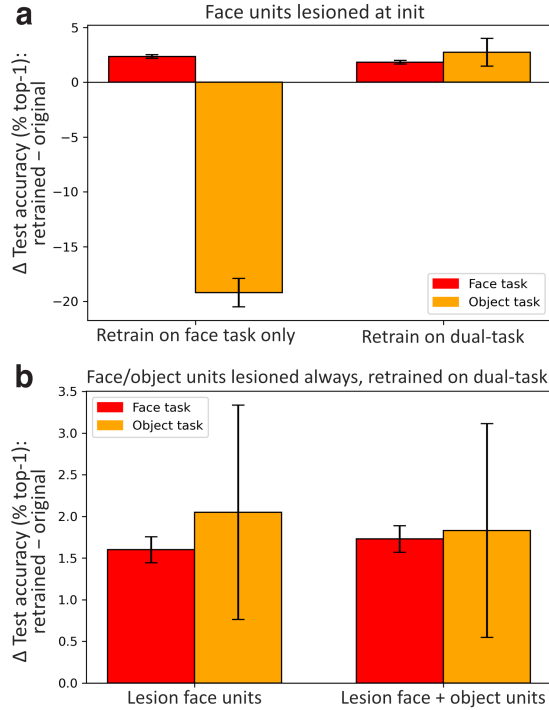 a
Face units lesioned at init
Δ Test accuracy (% top-1):
retrained − original
5
0
−5
−10
−15
−20
Face task
Object task
Retrain on face task only
Retrain on dual-task
b
Face/object units lesioned always, retrained on dual-task
Δ Test accuracy (% top-1):
retrained − original
3.5
3.0
2.5
2.0
1.5
1.0
0.5
0.0
Face task
Object task
Lesion face units
Lesion face + object units